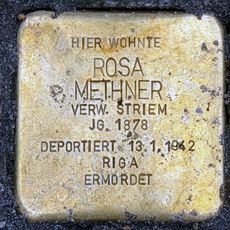 HIER WOHNTE
ROSA
METHNER
VERW. STRIEM
JG. 1878
DEPORTIERT 13.1.1942
RIGA
ERMORDET